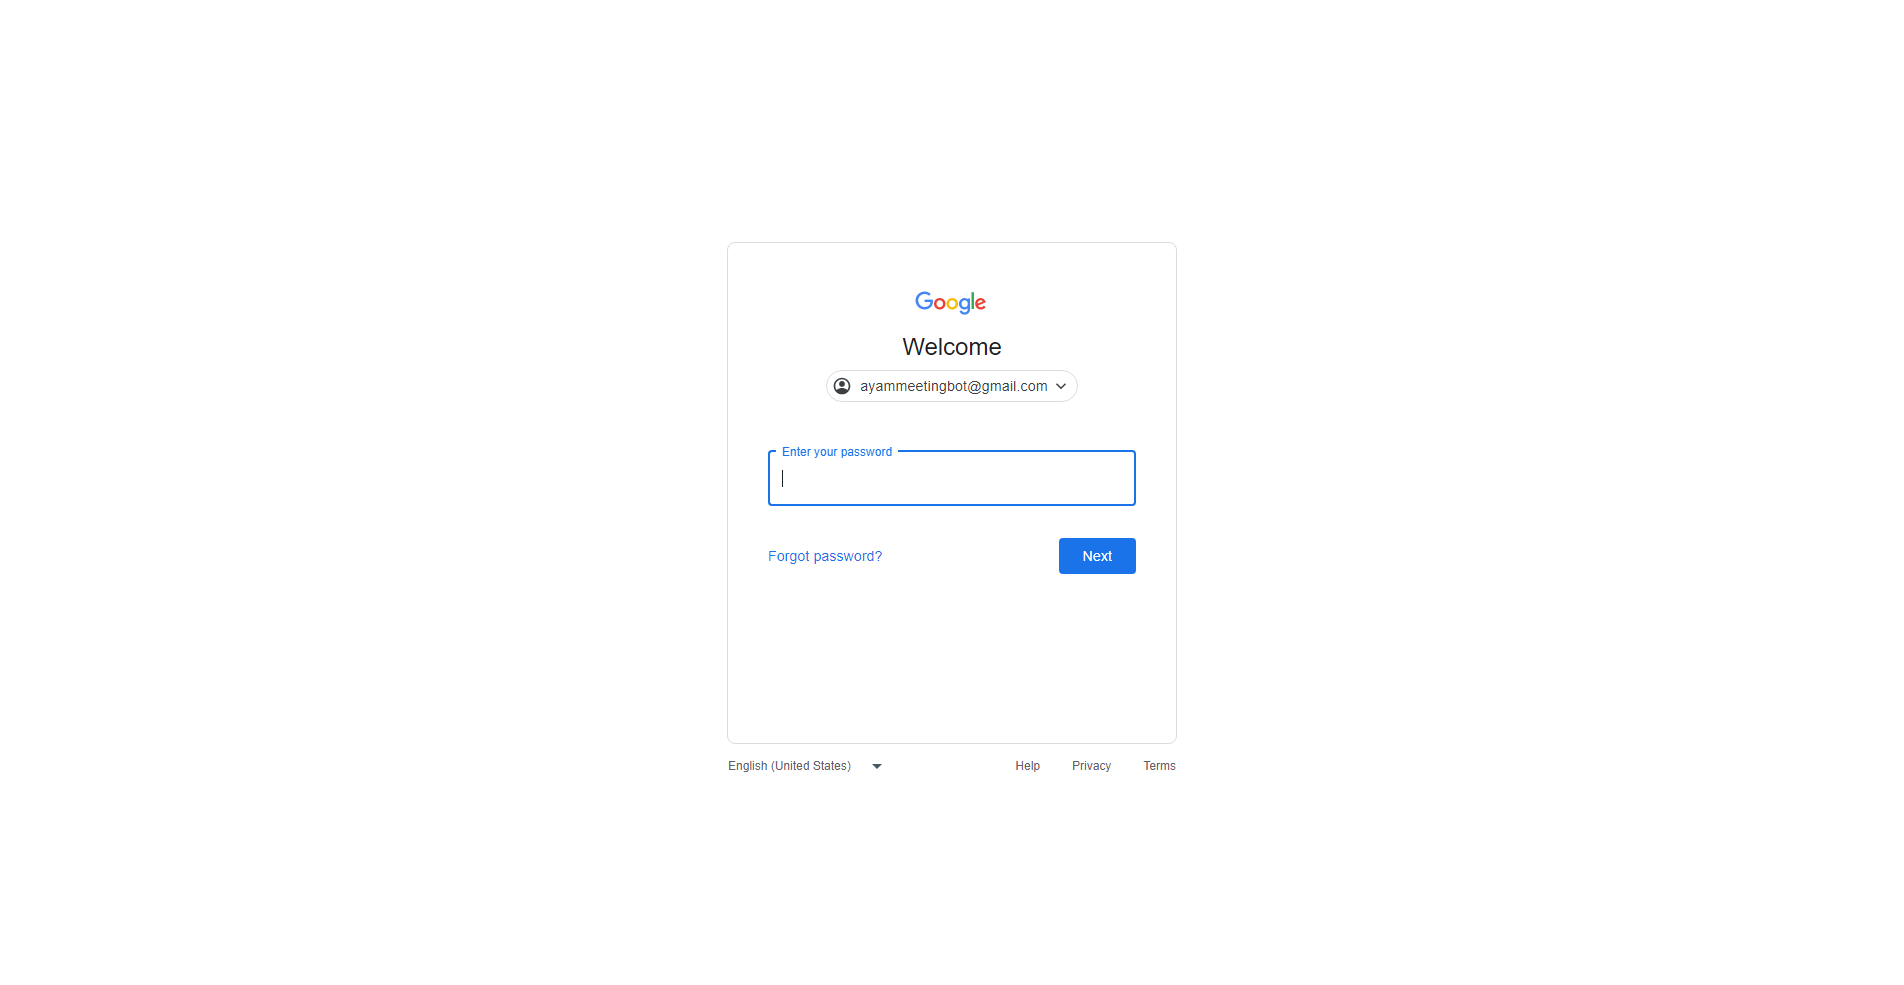 Google
Welcome
ayammeetingbot@gmail.com
Enter your password
Forgot password?
Next
English (United States)
Help
Privacy
Terms